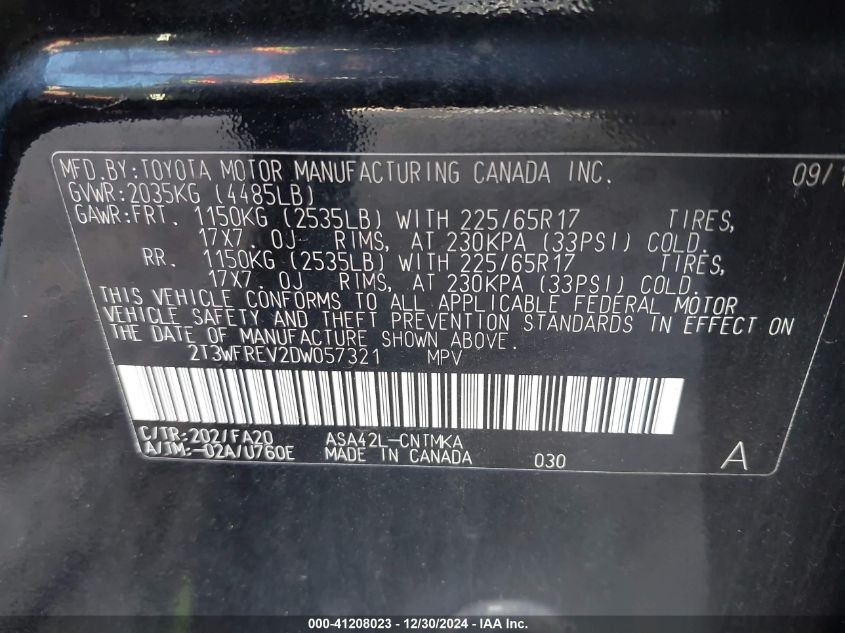 MFD.BY:TOYOTA MOTOR MANUFACTURING CANADA INC. 09/1
GVWR:2035KG (4485LB)
GAWR:FRT. 1150KG (2535LB) WITH 225/65R17 TIRES,
17X7. 0J RIMS, AT 230KPA (33PSI) COLD.
RR. 1150KG (2535LB) WITH 225/65R17 TIRES,
17X7. 0J RIMS, AT 230KPA (33PSI) COLD.
THIS VEHICLE CONFORMS TO ALL APPLICABLE FEDERAL MOTOR
VEHICLE SAFETY AND THEFT PREVENTION STANDARDS IN EFFECT ON
THE DATE OF MANUFACTURE SHOWN ABOVE.
2T3WFREV2DW057321 MPV
C/TR:202/FA20 ASA42L-CNTMKA
A/TM:-02A/U760E MADE IN CANADA 030 A
000-41208023 - 12/30/2024 - IAA Inc.